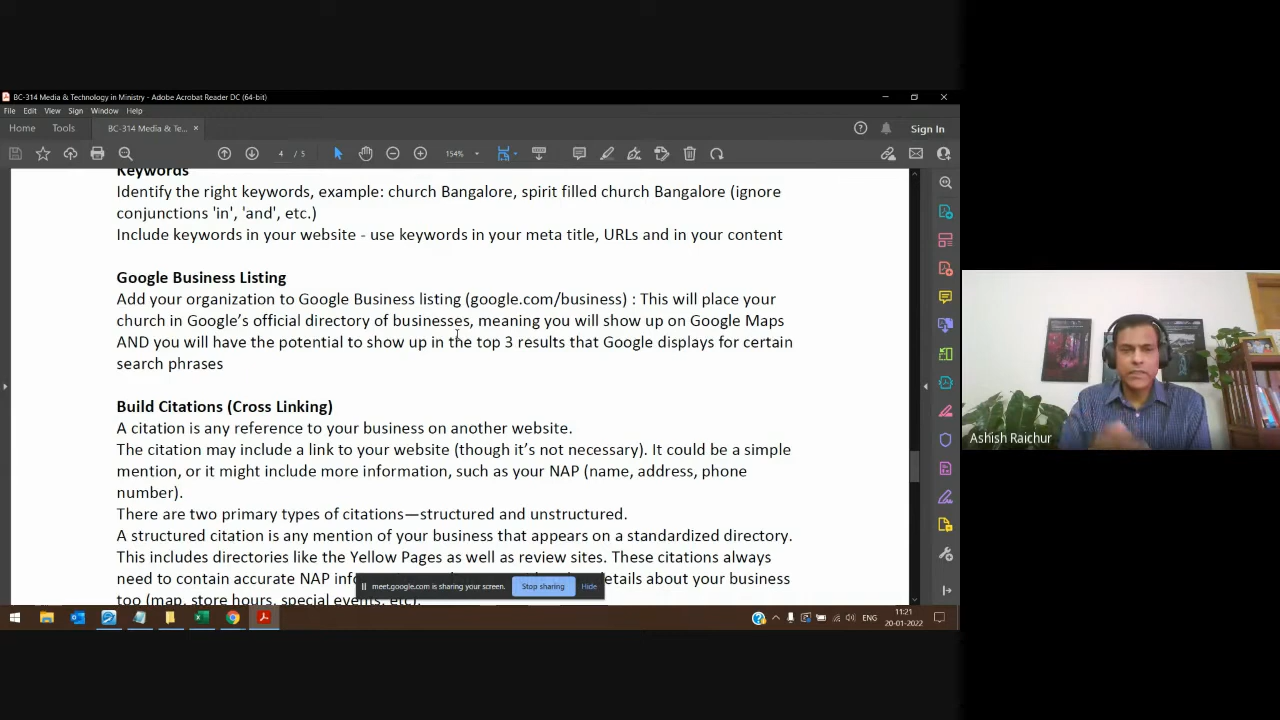 BC-314 Media & Technology in Ministry - Adobe Acrobat Reader DC (64-bit)
File Edit View Sign Window Help
Home Tools BC-314 Media & Te... × Sign In
4 / 5 154%
Keywords
Identify the right keywords, example: church Bangalore, spirit filled church Bangalore (ignore
conjunctions 'in', 'and', etc.)
Include keywords in your website - use keywords in your meta title, URLs and in your content
Google Business Listing
Add your organization to Google Business listing (google.com/business) : This will place your
church in Google’s official directory of businesses, meaning you will show up on Google Maps
AND you will have the potential to show up in the top 3 results that Google displays for certain
search phrases
Build Citations (Cross Linking)
A citation is any reference to your business on another website.
The citation may include a link to your website (though it’s not necessary). It could be a simple
mention, or it might include more information, such as your NAP (name, address, phone
number).
There are two primary types of citations—structured and unstructured.
A structured citation is any mention of your business that appears on a standardized directory.
This includes directories like the Yellow Pages as well as review sites. These citations always
need to contain accurate NAP details about your business
too (map, store hours, special events, etc).
meet.google.com is sharing your screen. Stop sharing Hide
Ashish Raichur
ENG
11:21
20-01-2022